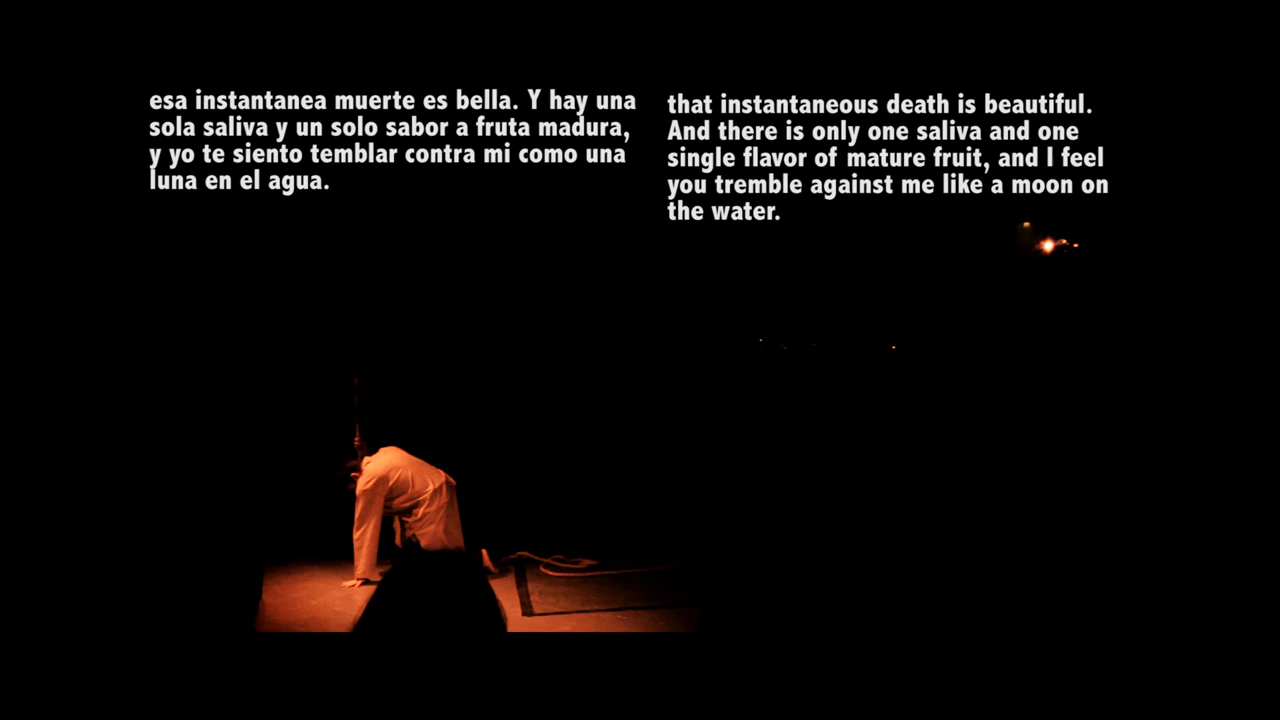 esa instantanea muerte es bella. Y hay una
sola saliva y un solo sabor a fruta madura,
y yo te siento temblar contra mi como una
luna en el agua.
that instantaneous death is beautiful.
And there is only one saliva and one
single flavor of mature fruit, and I feel
you tremble against me like a moon on
the water.